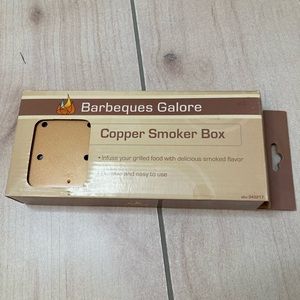 Barbeques Galore
Copper Smoker Box
• Infuse your grilled food with delicious smoked flavor
and easy to use